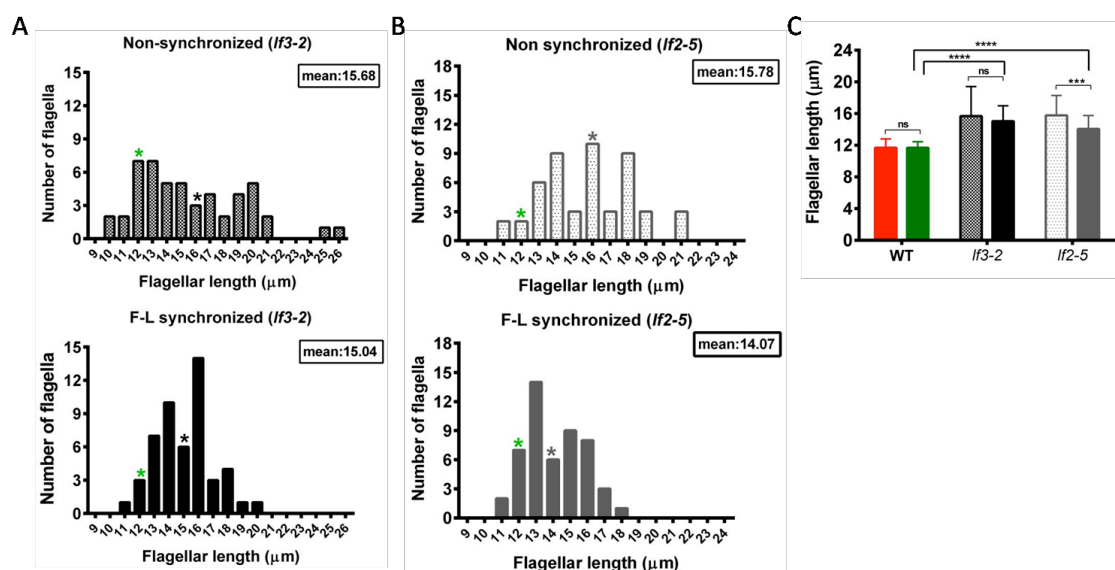 A
Non-synchronized (lf3-2)
mean:15.68
Number of flagella
15
12
9
6
3
0
*
*
9 10 11 12 13 14 15 16 17 18 19 20 21 22 23 24 25 26
Flagellar length (μm)
F-L synchronized (lf3-2)
mean:15.04
Number of flagella
15
12
9
6
3
0
*
*
9 10 11 12 13 14 15 16 17 18 19 20 21 22 23 24 25 26
Flagellar length (μm)
B
Non synchronized (lf2-5)
mean:15.78
Number of flagella
18
15
12
9
6
3
0
*
*
9 10 11 12 13 14 15 16 17 18 19 20 21 22 23 24
Flagellar length (μm)
F-L synchronized (lf2-5)
mean:14.07
Number of flagella
18
15
12
9
6
3
0
*
*
9 10 11 12 13 14 15 16 17 18 19 20 21 22 23 24
Flagellar length (μm)
C
Flagellar length (μm)
24
20
16
12
8
4
0
****
****
ns
ns
***
WT lf3-2 lf2-5